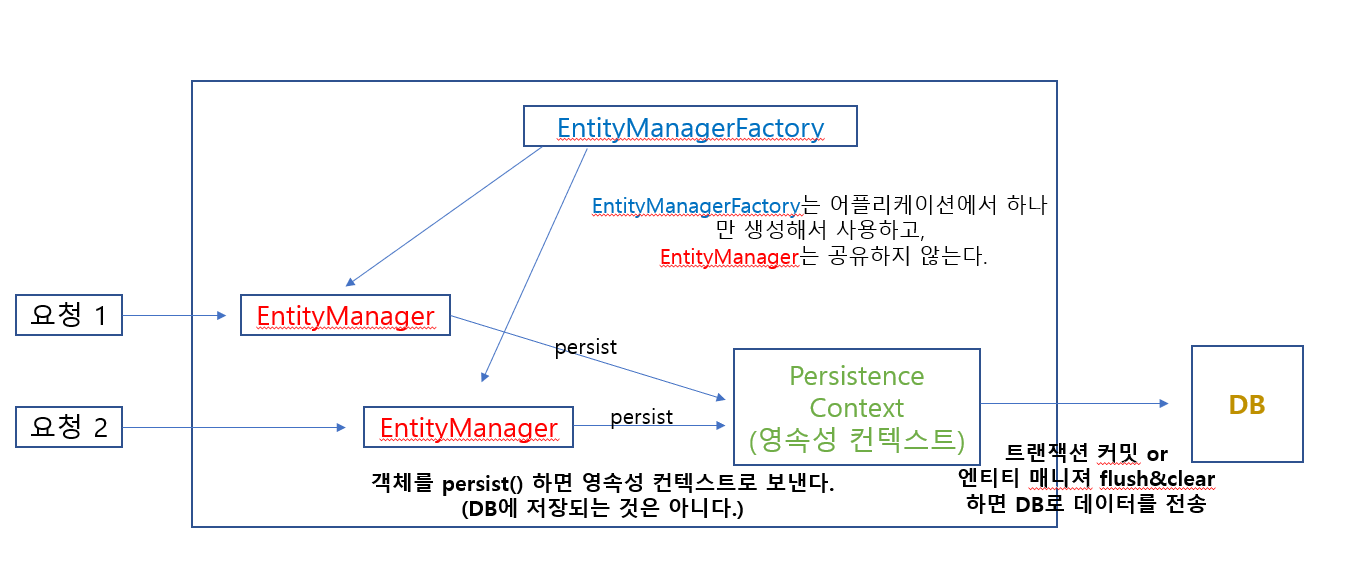 EntityManagerFactory
EntityManagerFactory는 어플리케이션에서 하나
만 생성해서 사용하고,
EntityManager는 공유하지 않는다.
요청 1
EntityManager
persist
요청 2
EntityManager
persist
Persistence
Context
(영속성 컨텍스트)
DB
객체를 persist() 하면 영속성 컨텍스트로 보낸다.
(DB에 저장되는 것은 아니다.)
트랜잭션 커밋 or
엔티티 매니져 flush&clear
하면 DB로 데이터를 전송